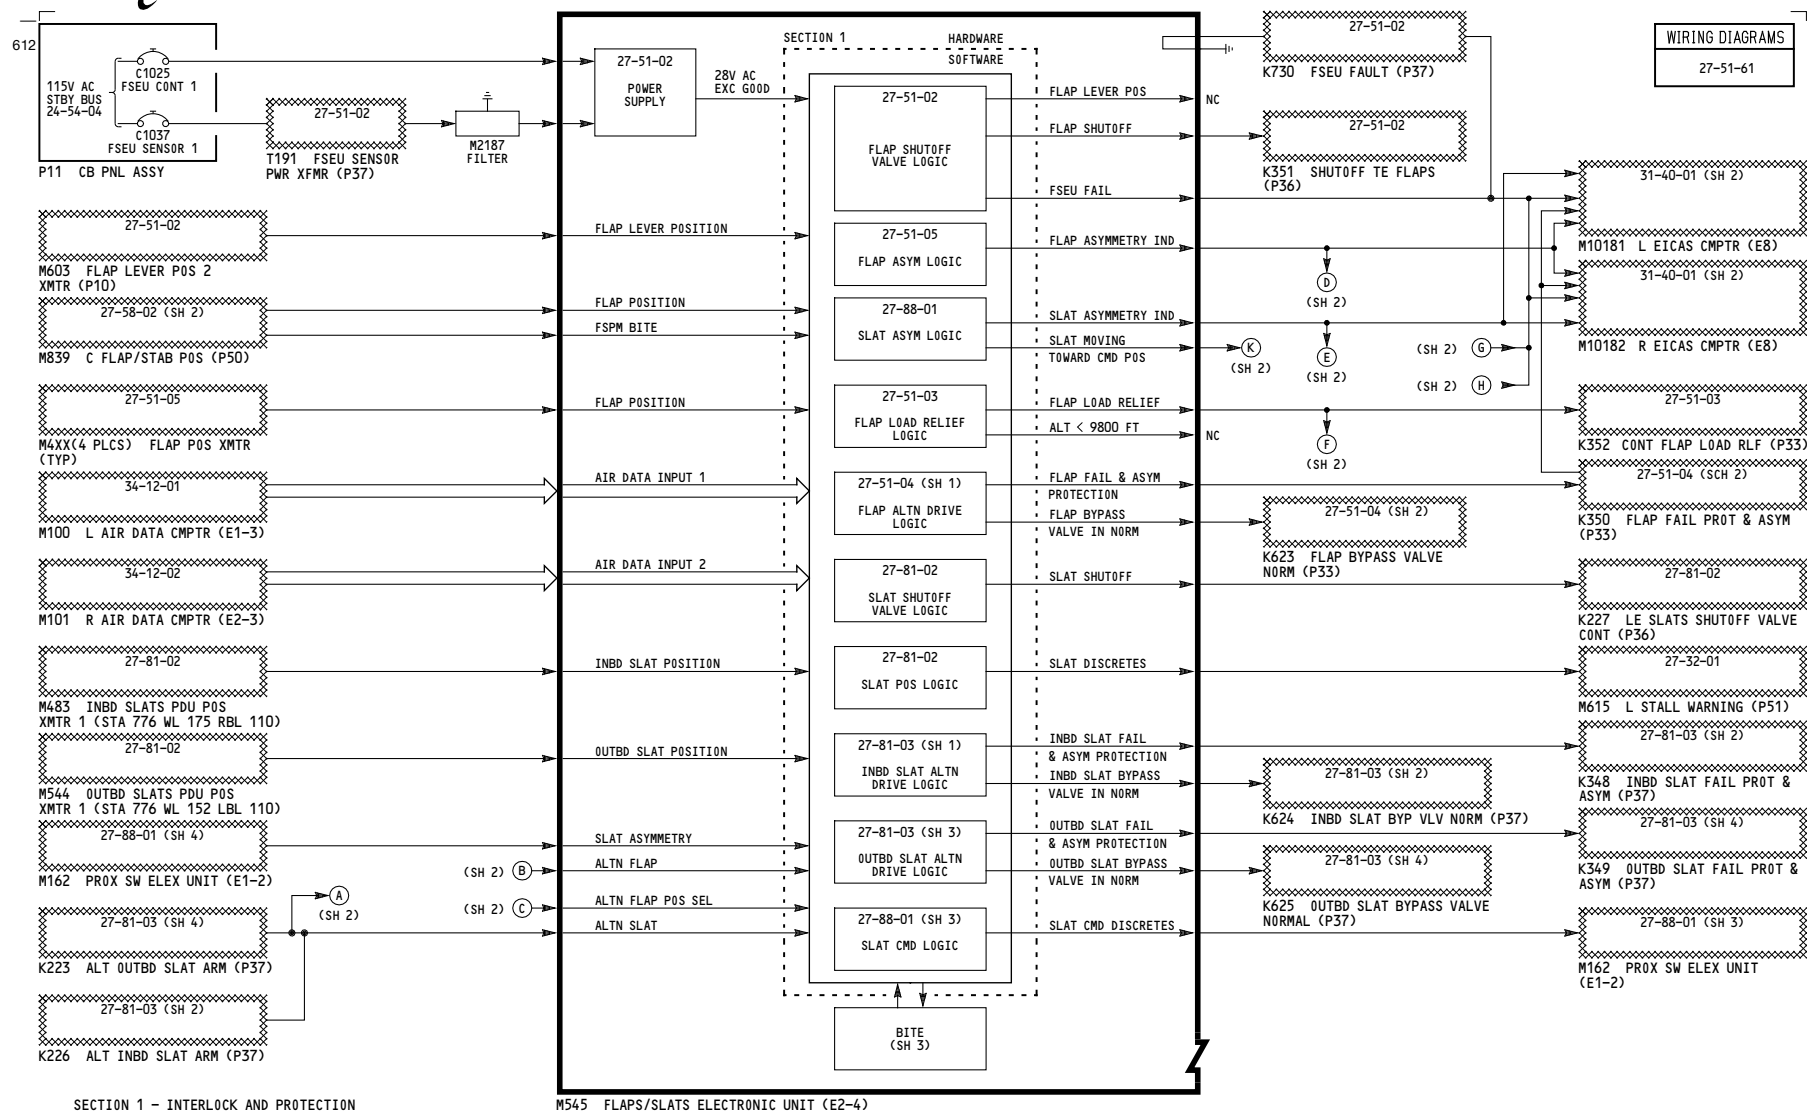 612
115V AC
STBY BUS
24-54-04
C1025
FSEU CONT 1
C1037
FSEU SENSOR 1
P11 CB PNL ASSY
27-51-02
T191 FSEU SENSOR
PWR XFMR (P37)
M2187
FILTER
27-51-02
M603 FLAP LEVER POS 2
XMTR (P10)
27-58-02 (SH 2)
M839 C FLAP/STAB POS (P50)
27-51-05
M4XX(4 PLCS) FLAP POS XMTR
(TYP)
34-12-01
M100 L AIR DATA CMPTR (E1-3)
34-12-02
M101 R AIR DATA CMPTR (E2-3)
27-81-02
M483 INBD SLATS PDU POS
XMTR 1 (STA 776 WL 175 RBL 110)
27-81-02
M544 OUTBD SLATS PDU POS
XMTR 1 (STA 776 WL 152 LBL 110)
27-88-01 (SH 4)
M162 PROX SW ELEX UNIT (E1-2)
A
(SH 2)
27-81-03 (SH 4)
K223 ALT OUTBD SLAT ARM (P37)
27-81-03 (SH 2)
K226 ALT INBD SLAT ARM (P37)
(SH 2) B
(SH 2) C
SECTION 1 - INTERLOCK AND PROTECTION
27-51-02
POWER
SUPPLY
28V AC
EXC GOOD
SECTION 1
HARDWARE
SOFTWARE
FLAP LEVER POSITION
FLAP POSITION
FSPM BITE
FLAP POSITION
AIR DATA INPUT 1
AIR DATA INPUT 2
INBD SLAT POSITION
OUTBD SLAT POSITION
SLAT ASYMMETRY
ALTN FLAP
ALTN FLAP POS SEL
ALTN SLAT
27-51-02
FLAP SHUTOFF
VALVE LOGIC
27-51-05
FLAP ASYM LOGIC
27-88-01
SLAT ASYM LOGIC
27-51-03
FLAP LOAD RELIEF
LOGIC
27-51-04 (SH 1)
FLAP ALTN DRIVE
LOGIC
27-81-02
SLAT SHUTOFF
VALVE LOGIC
27-81-02
SLAT POS LOGIC
27-81-03 (SH 1)
INBD SLAT ALTN
DRIVE LOGIC
27-81-03 (SH 3)
OUTBD SLAT ALTN
DRIVE LOGIC
27-88-01 (SH 3)
SLAT CMD LOGIC
BITE
(SH 3)
M545 FLAPS/SLATS ELECTRONIC UNIT (E2-4)
FLAP LEVER POS
NC
FLAP SHUTOFF
FSEU FAIL
FLAP ASYMMETRY IND
SLAT ASYMMETRY IND
SLAT MOVING
TOWARD CMD POS
FLAP LOAD RELIEF
ALT < 9800 FT
NC
FLAP FAIL & ASYM
PROTECTION
FLAP BYPASS
VALVE IN NORM
SLAT SHUTOFF
SLAT DISCRETES
INBD SLAT FAIL
& ASYM PROTECTION
INBD SLAT BYPASS
VALVE IN NORM
OUTBD SLAT FAIL
& ASYM PROTECTION
OUTBD SLAT BYPASS
VALVE IN NORM
SLAT CMD DISCRETES
27-51-02
K730 FSEU FAULT (P37)
27-51-02
K351 SHUTOFF TE FLAPS
(P36)
D
(SH 2)
K
(SH 2)
E
(SH 2)
F
(SH 2)
(SH 2) G
(SH 2) H
27-51-04 (SH 2)
K623 FLAP BYPASS VALVE
NORM (P33)
27-81-03 (SH 2)
K624 INBD SLAT BYP VLV NORM (P37)
27-81-03 (SH 4)
K625 OUTBD SLAT BYPASS VALVE
NORMAL (P37)
WIRING DIAGRAMS
27-51-61
31-40-01 (SH 2)
M10181 L EICAS CMPTR (E8)
31-40-01 (SH 2)
M10182 R EICAS CMPTR (E8)
27-51-03
K352 CONT FLAP LOAD RLF (P33)
27-51-04 (SCH 2)
K350 FLAP FAIL PROT & ASYM
(P33)
27-81-02
K227 LE SLATS SHUTOFF VALVE
CONT (P36)
27-32-01
M615 L STALL WARNING (P51)
27-81-03 (SH 2)
K348 INBD SLAT FAIL PROT &
ASYM (P37)
27-81-03 (SH 4)
K349 OUTBD SLAT FAIL PROT &
ASYM (P37)
27-88-01 (SH 3)
M162 PROX SW ELEX UNIT
(E1-2)